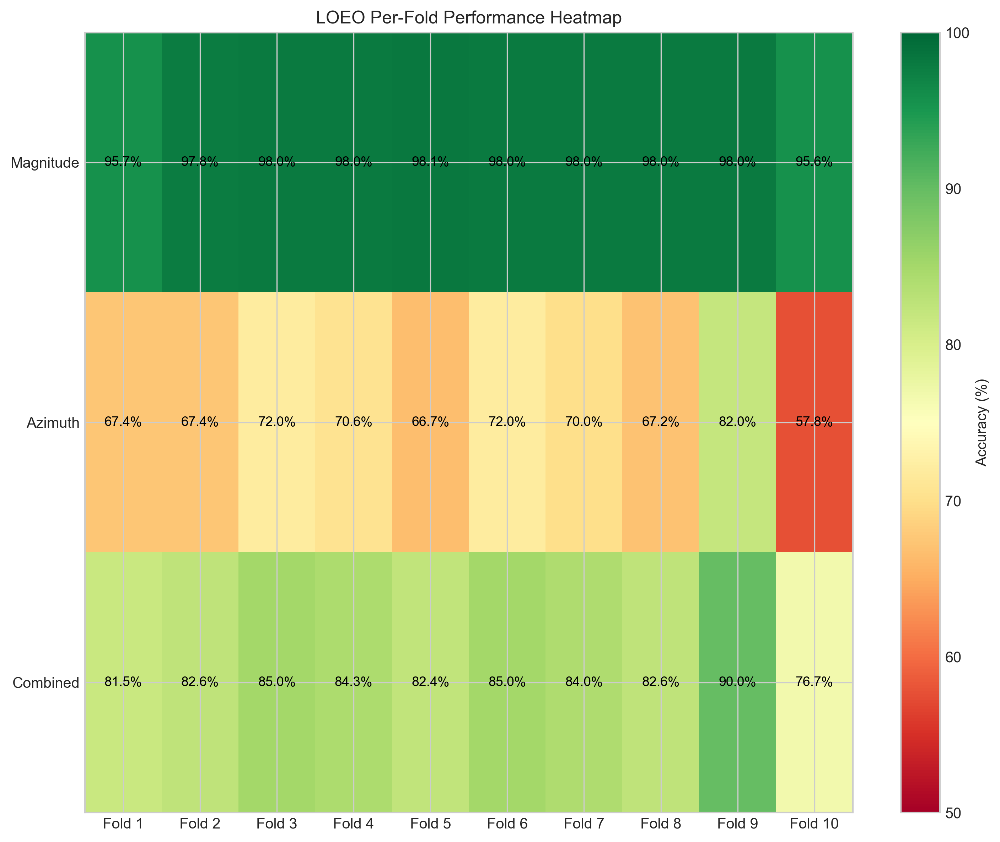 LOEO Per-Fold Performance Heatmap
Magnitude 95.7% 97.8% 98.0% 98.0% 98.1% 98.0% 98.0% 98.0% 98.0% 95.6%
Azimuth 67.4% 67.4% 72.0% 70.6% 66.7% 72.0% 70.0% 67.2% 82.0% 57.8%
Combined 81.5% 82.6% 85.0% 84.3% 82.4% 85.0% 84.0% 82.6% 90.0% 76.7%
Fold 1 Fold 2 Fold 3 Fold 4 Fold 5 Fold 6 Fold 7 Fold 8 Fold 9 Fold 10
100
90
80
70
60
50
Accuracy (%)